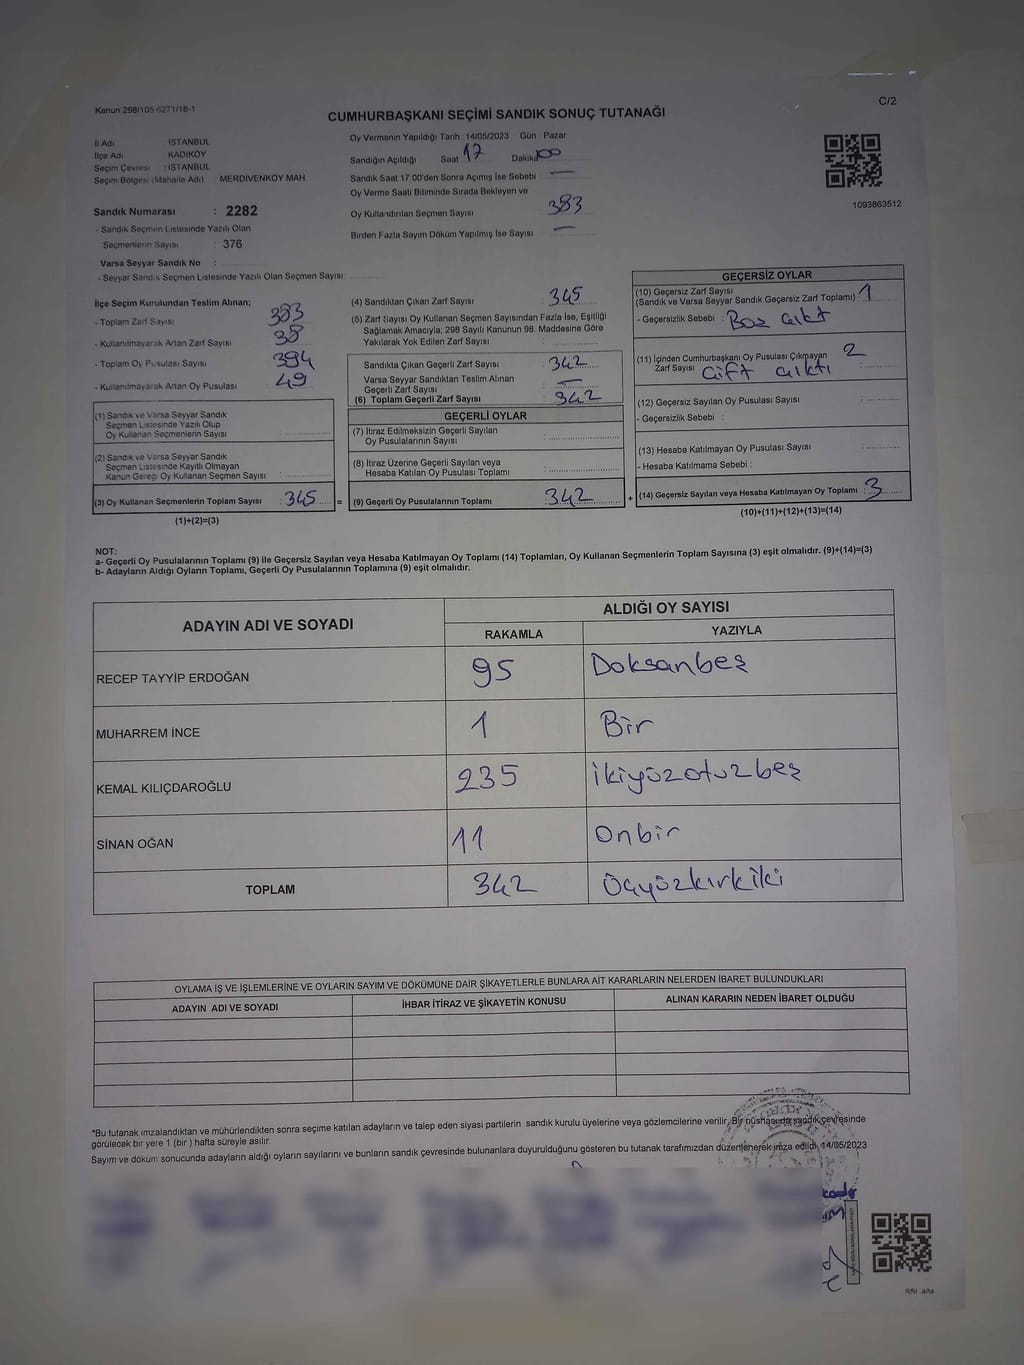 Kanun 298/105 6271/18-1
C/2
CUMHURBAŞKANI SEÇİMİ SANDIK SONUÇ TUTANAĞI
İl Adı İSTANBUL
İlçe Adı KADIKÖY
Seçim Çevresi : İSTANBUL
Seçim Bölgesi (Mahalle Adı) MERDİVENKÖY MAH.
Sandık Numarası : 2282
- Sandık Seçmen Listesinde Yazılı Olan
Seçmenlerin Sayısı : 376
Varsa Seyyar Sandık No :
- Seyyar Sandık Seçmen Listesinde Yazılı Olan Seçmen Sayısı:
Oy Vermenin Yapıldığı Tarih : 14/05/2023 Gün Pazar
Sandığın Açıldığı Saat 17 Dakika 00
Sandık Saat 17:00'den Sonra Açılmış İse Sebebi —
Oy Verme Saati Bitiminde Sırada Bekleyen ve
Oy Kullandırılan Seçmen Sayısı 383
Birden Fazla Sayım Döküm Yapılmış İse Sayısı —
1093863512
İlçe Seçim Kurulundan Teslim Alınan;
- Toplam Zarf Sayısı 383
- Kullanılmayarak Artan Zarf Sayısı 38
- Toplam Oy Pusulası Sayısı 394
- Kullanılmayarak Artan Oy Pusulası 49
(1) Sandık ve Varsa Seyyar Sandık
Seçmen Listesinde Yazılı Olup
Oy Kullanan Seçmenlerin Sayısı :
(2) Sandık ve Varsa Seyyar Sandık
Seçmen Listesinde Kayıtlı Olmayan
Kanun Gereği Oy Kullanan Seçmen Sayısı :
(3) Oy Kullanan Seçmenlerin Toplam Sayısı : 345 =
(1)+(2)=(3)
(4) Sandıktan Çıkan Zarf Sayısı : 345
(5) Zarf Sayısı Oy Kullanan Seçmen Sayısından Fazla İse, Eşitliği
Sağlamak Amacıyla; 298 Sayılı Kanunun 98. Maddesine Göre
Yakılarak Yok Edilen Zarf Sayısı :
Sandıkta Çıkan Geçerli Zarf Sayısı : 342
Varsa Seyyar Sandıktan Teslim Alınan
Geçerli Zarf Sayısı —
(6) Toplam Geçerli Zarf Sayısı : 342
GEÇERLİ OYLAR
(7) İtiraz Edilmeksizin Geçerli Sayılan
Oy Pusulalarının Sayısı :
(8) İtiraz Üzerine Geçerli Sayılan veya
Hesaba Katılan Oy Pusulası Toplamı :
(9) Geçerli Oy Pusulalarının Toplamı : 342 +
GEÇERSİZ OYLAR
(10) Geçersiz Zarf Sayısı
(Sandık ve Varsa Seyyar Sandık Geçersiz Zarf Toplamı) 1
- Geçersizlik Sebebi : Boş çıktı
(11) İçinden Cumhurbaşkanı Oy Pusulası Çıkmayan 2
Zarf Sayısı Çift çıktı
(12) Geçersiz Sayılan Oy Pusulası Sayısı :
- Geçersizlik Sebebi :
(13) Hesaba Katılmayan Oy Pusulası Sayısı
- Hesaba Katılmama Sebebi :
(14) Geçersiz Sayılan veya Hesaba Katılmayan Oy Toplamı : 3
(10)+(11)+(12)+(13)=(14)
NOT:
a- Geçerli Oy Pusulalarının Toplamı (9) ile Geçersiz Sayılan veya Hesaba Katılmayan Oy Toplamı (14) Toplamları, Oy Kullanan Seçmenlerin Toplam Sayısına (3) eşit olmalıdır. (9)+(14)=(3)
b- Adayların Aldığı Oyların Toplamı, Geçerli Oy Pusulalarının Toplamına (9) eşit olmalıdır.
ADAYIN ADI VE SOYADI ALDIĞI OY SAYISI
RAKAMLA YAZIYLA
RECEP TAYYİP ERDOĞAN 95 Doksanbeş
MUHARREM İNCE 1 Bir
KEMAL KILIÇDAROĞLU 235 İkiyüzotuzbeş
SİNAN OĞAN 11 Onbir
TOPLAM 342 Üçyüzkırkiki
OYLAMA İŞ VE İŞLEMLERİNE VE OYLARIN SAYIM VE DÖKÜMÜNE DAİR ŞİKAYETLERLE BUNLARA AİT KARARLARIN NELERDEN İBARET BULUNDUKLARI
ADAYIN ADI VE SOYADI İHBAR İTİRAZ VE ŞİKAYETİN KONUSU ALINAN KARARIN NEDEN İBARET OLDUĞU
*Bu tutanak imzalandıktan ve mühürlendikten sonra seçime katılan adayların ve talep eden siyasi partilerin sandık kurulu üyelerine veya gözlemcilerine verilir, Bir nüshası da sandık çevresinde
görülecek bir yere 1 (bir ) hafta süreyle asılır.
Sayım ve döküm sonucunda adayların aldığı oyların sayılarını ve bunların sandık çevresinde bulunanlara duyurulduğunu gösteren bu tutanak tarafımızdan düzenlenerek imza edildi. 14/05/2023